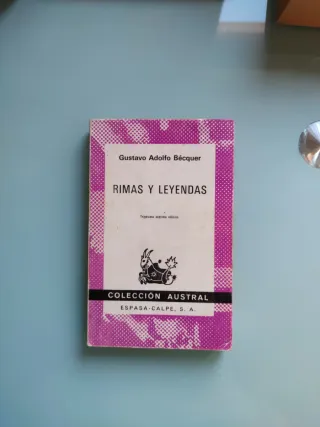 Gustavo Adolfo Bécquer
RIMAS Y LEYENDAS
COLECCIÓN AUSTRAL
ESPASA-CALPE, S. A.